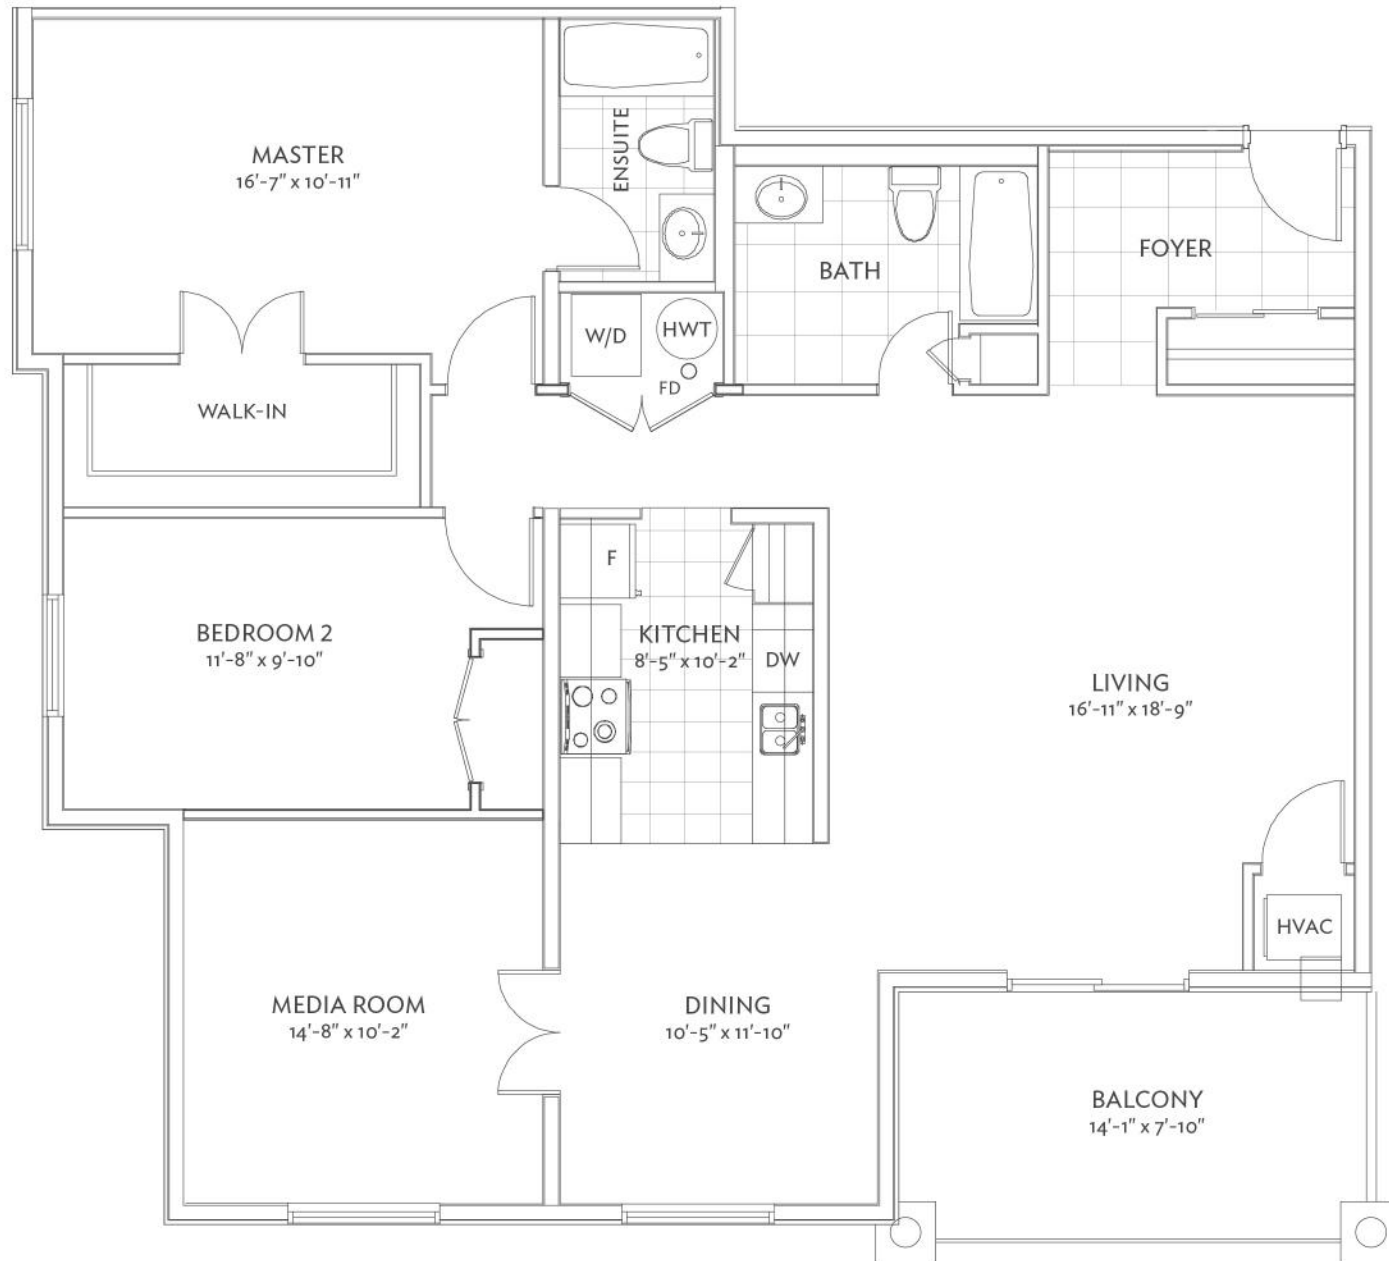 MASTER
16'-7" x 10'-11"
ENSUITE
BATH
FOYER
W/D
HWT
FD
WALK-IN
F
BEDROOM 2
11'-8" x 9'-10"
KITCHEN
8'-5" x 10'-2"
DW
LIVING
16'-11" x 18'-9"
HVAC
MEDIA ROOM
14'-8" x 10'-2"
DINING
10'-5" x 11'-10"
BALCONY
14'-1" x 7'-10"